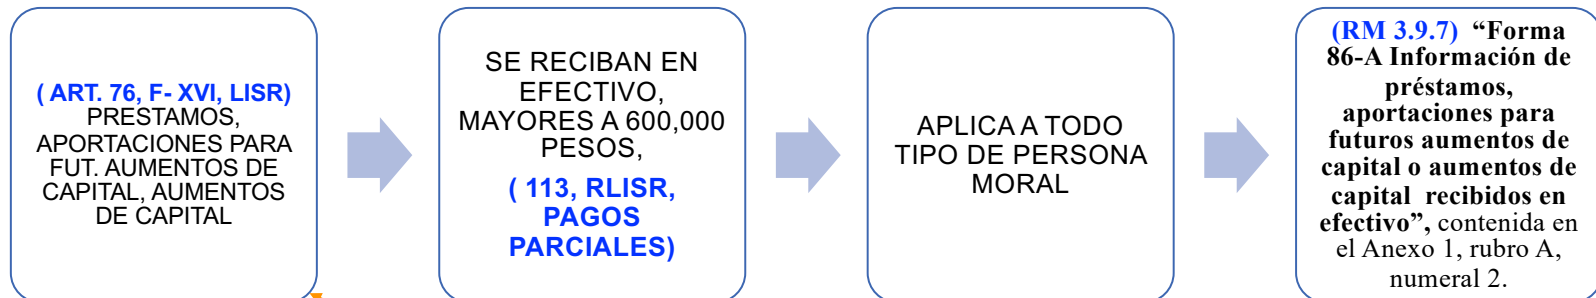 ( ART. 76, F- XVI, LISR)
PRESTAMOS,
APORTACIONES PARA
FUT. AUMENTOS DE
CAPITAL, AUMENTOS
DE CAPITAL
SE RECIBAN EN
EFECTIVO,
MAYORES A 600,000
PESOS,
( 113, RLISR,
PAGOS
PARCIALES)
APLICA A TODO
TIPO DE PERSONA
MORAL
(RM 3.9.7) “Forma
86-A Información de
préstamos,
aportaciones para
futuros aumentos de
capital o aumentos de
capital recibidos en
efectivo”, contenida en
el Anexo 1, rubro A,
numeral 2.